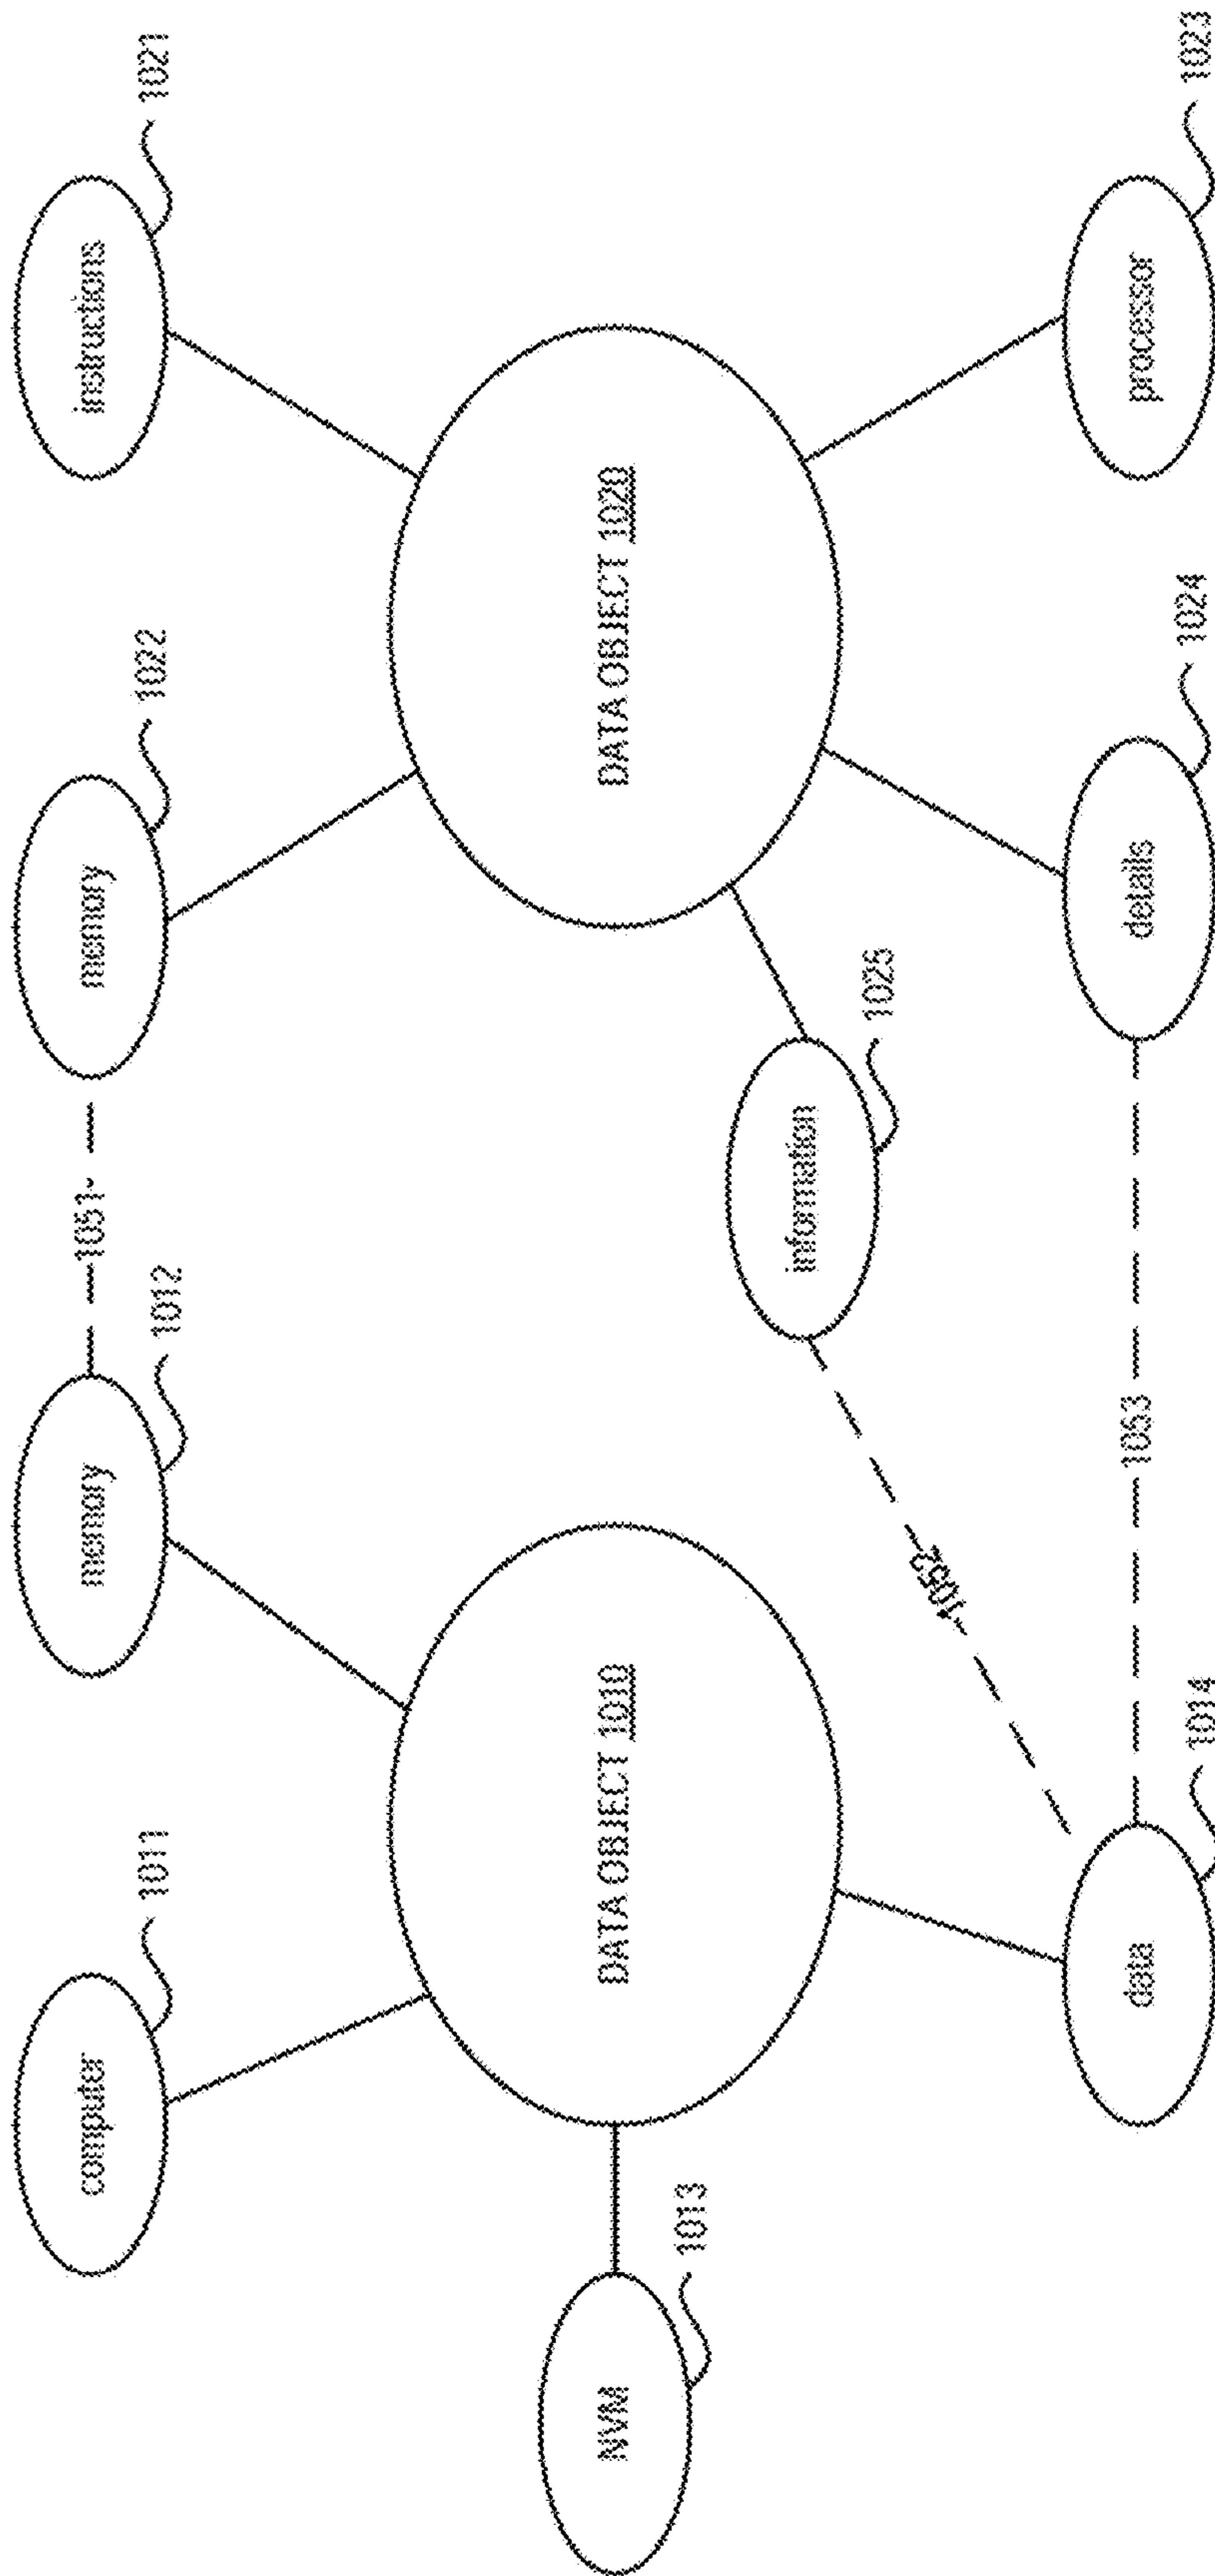 computer
1011
memory
1012
1051
memory
1022
instructions
1021
NVM
1013
DATA OBJECT 1010
DATA OBJECT 1020
information
1025
1052
data
1014
1053
details
1024
processor
1023